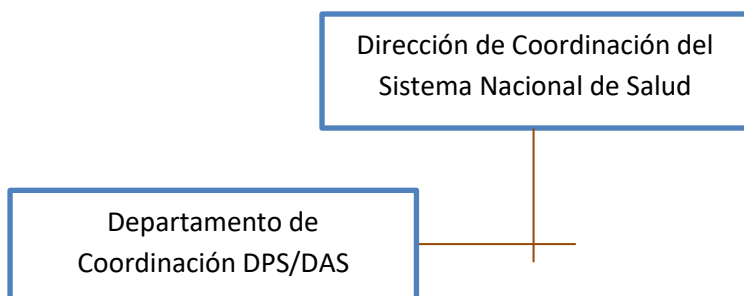 Dirección de Coordinación del
Sistema Nacional de Salud
Departamento de
Coordinación DPS/DAS